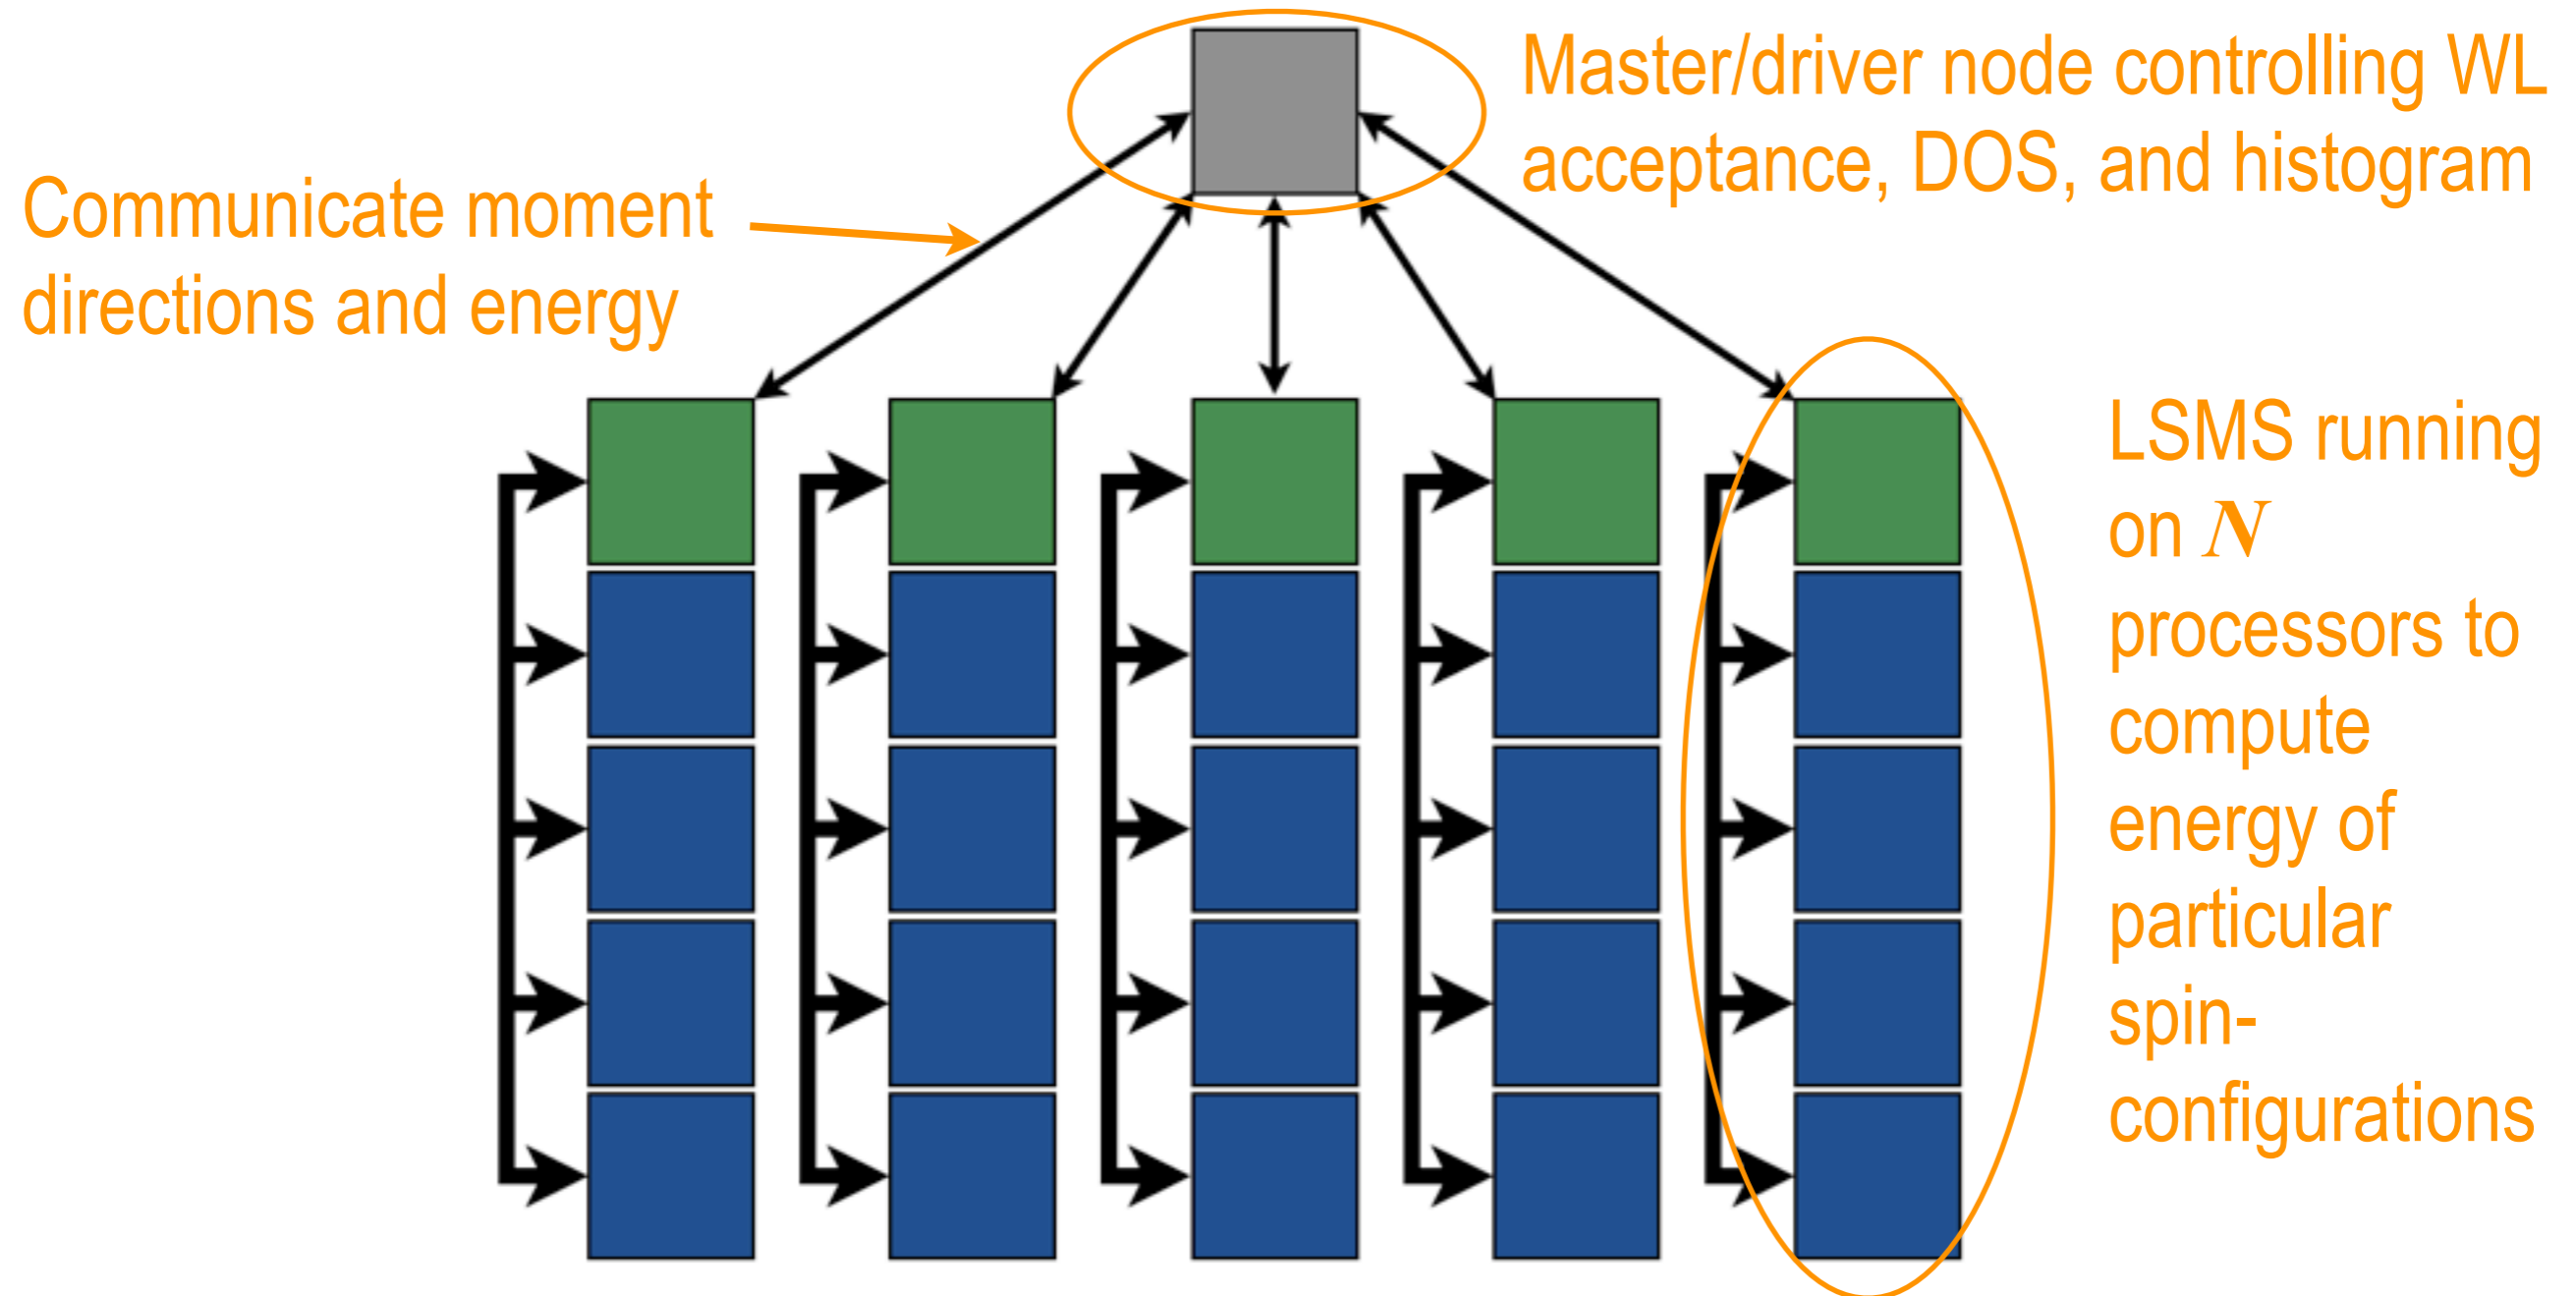 Master/driver node controlling WL
acceptance, DOS, and histogram
Communicate moment
directions and energy
LSMS running
on N
processors to
compute
energy of
particular
spin-
configurations